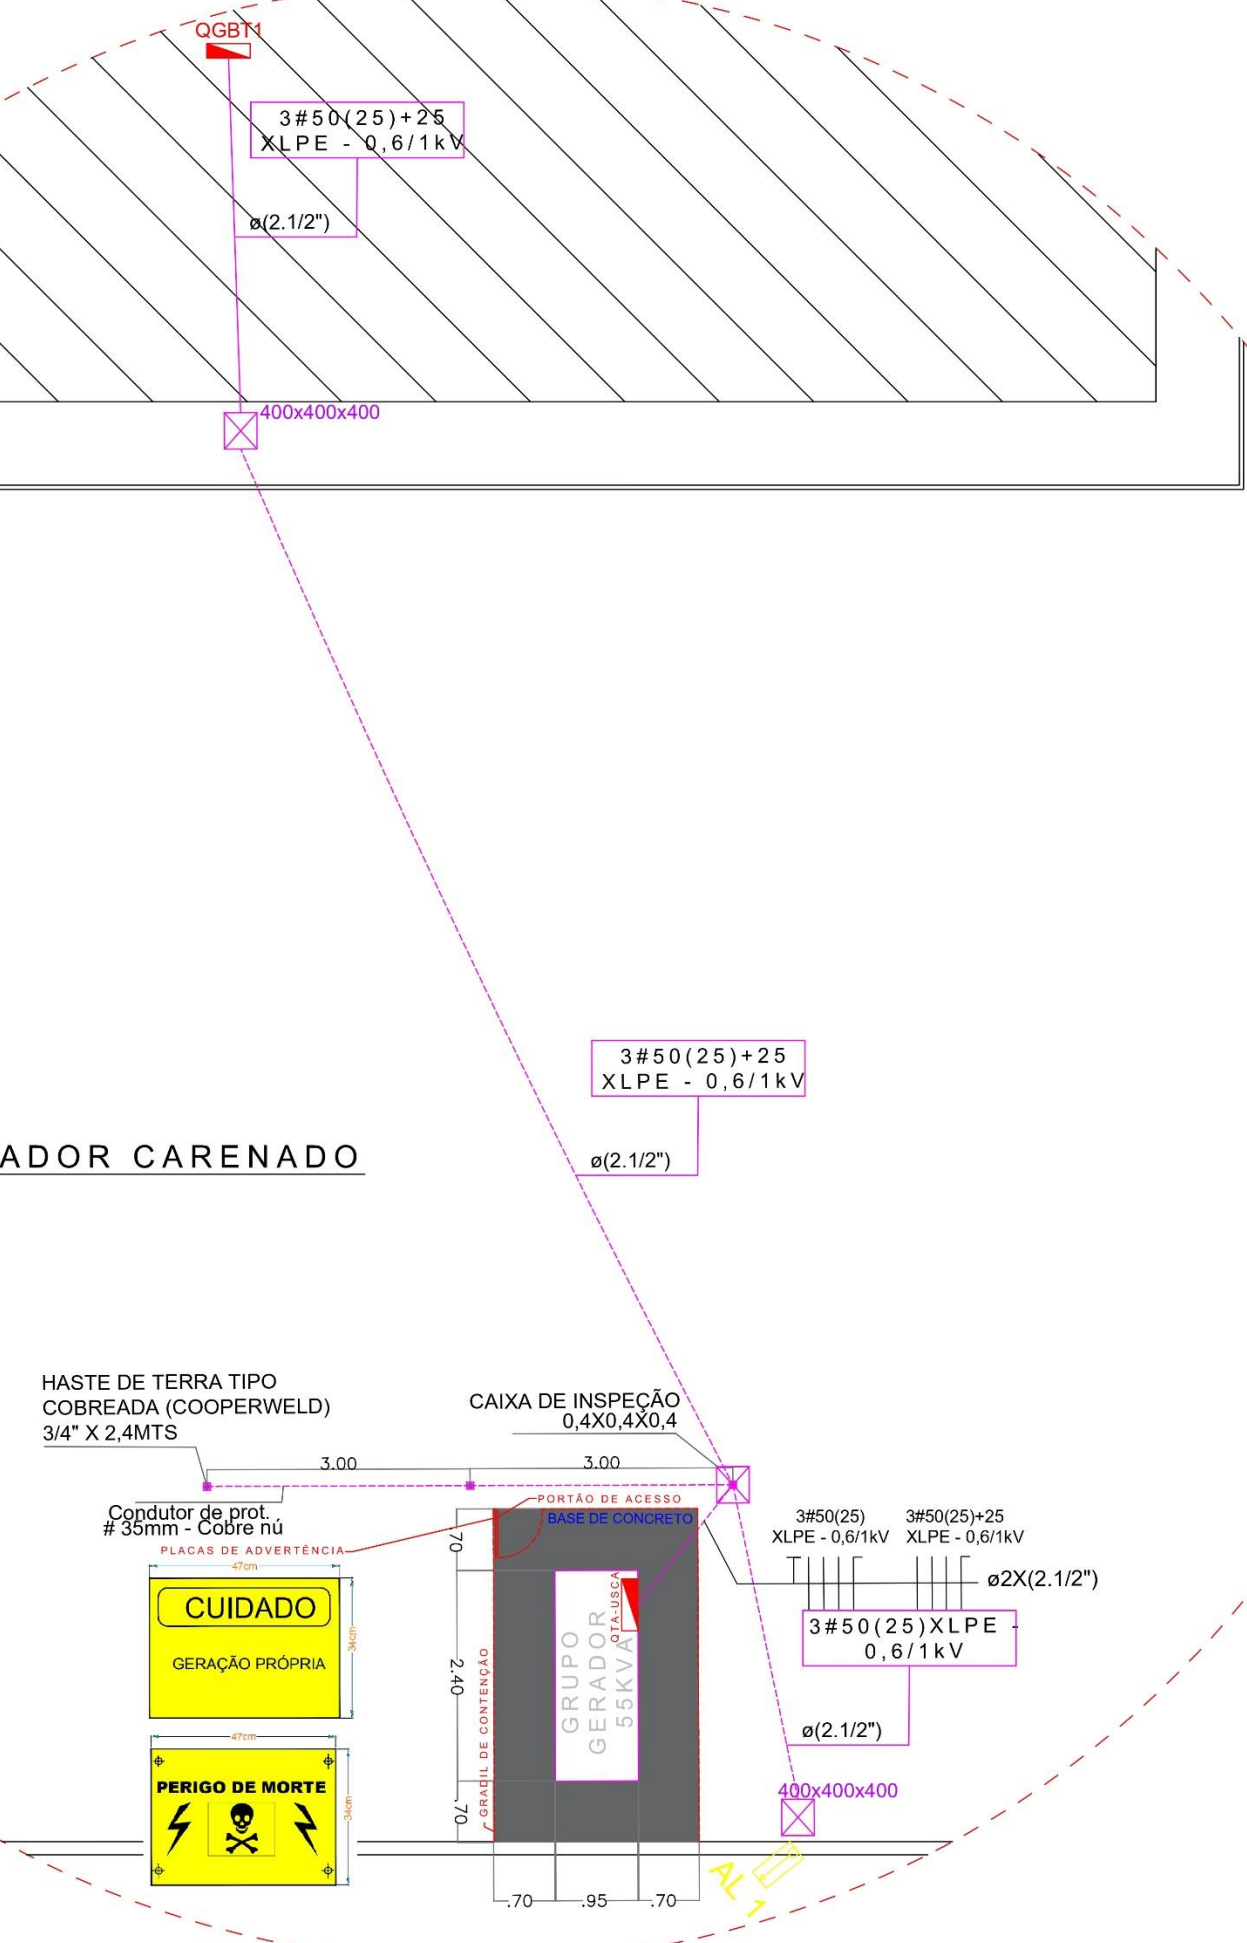 QGBT1
3#50(25)+25
XLPE - 0,6/1kV
ø(2.1/2")
400x400x400
3#50(25)+25
XLPE - 0,6/1kV
ø(2.1/2")
ADOR CARENADO
HASTE DE TERRA TIPO
COBREADA (COOPERWELD)
3/4" X 2,4MTS
CAIXA DE INSPEÇÃO
0,4X0,4X0,4
3.00
3.00
Condutor de prot.
# 35mm - Cobre nú
PORTÃO DE ACESSO
BASE DE CONCRETO
PLACAS DE ADVERTÊNCIA
3#50(25)
XLPE - 0,6/1kV
3#50(25)+25
XLPE - 0,6/1kV
ø2X(2.1/2")
3#50(25)XLPE -
0,6/1kV
ø(2.1/2")
400x400x400
AL 1
47cm
34cm
CUIDADO
GERAÇÃO PRÓPRIA
47cm
34cm
PERIGO DE MORTE
.70
2.40
.70
GRADIL DE CONTENÇÃO
GRUPO
GERADOR
55KVA
QTA-USCA
.70
.95
.70